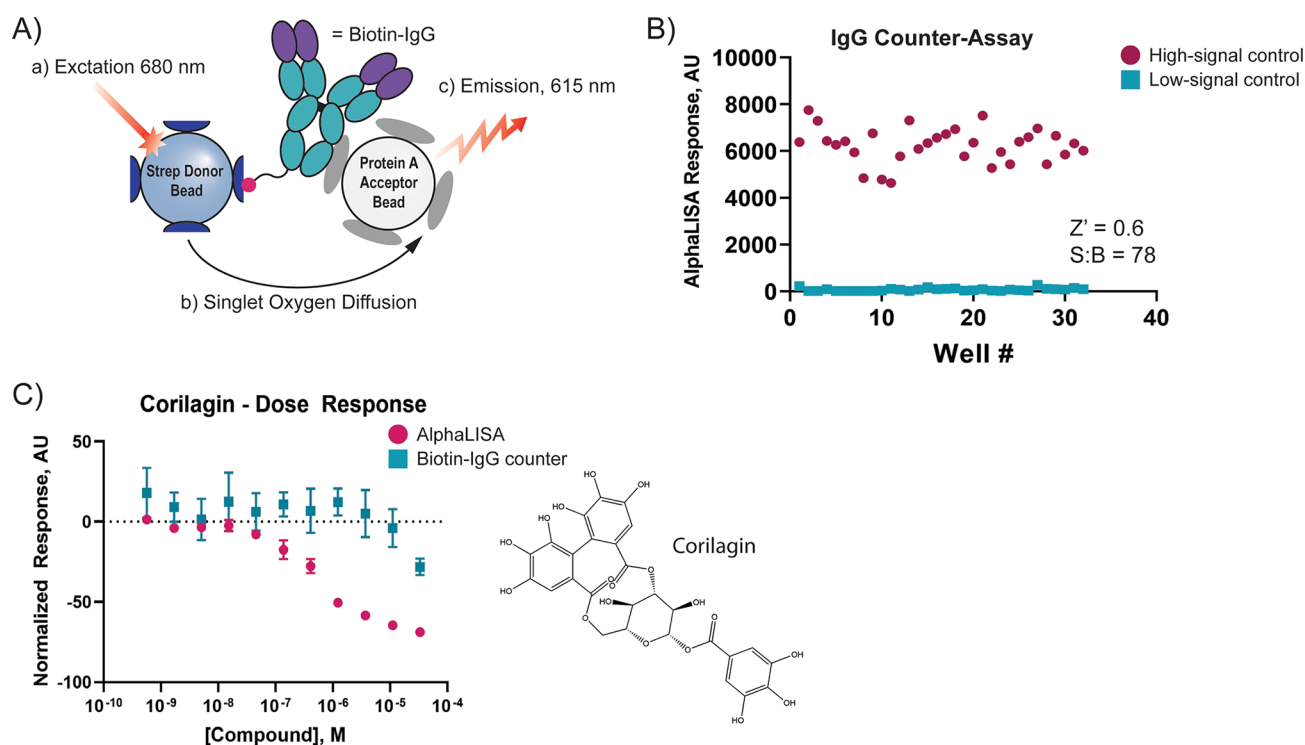 A)
= Biotin-IgG
a) Exctation 680 nm
c) Emission, 615 nm
Strep Donor
Bead
Protein A
Acceptor
Bead
b) Singlet Oxygen Diffusion
B)
IgG Counter-Assay
High-signal control
Low-signal control
AlphaLISA Response, AU
10000
8000
6000
4000
2000
0
Z' = 0.6
S:B = 78
0
10
20
30
40
Well #
C)
Corilagin - Dose Response
AlphaLISA
Biotin-IgG counter
Normalized Response, AU
50
0
-50
-100
10-10
10-9
10-8
10-7
10-6
10-5
10-4
[Compound], M
Corilagin
HO
OH
HO
OH
HO
HO
HO
O
O
O
O
HO
OH
O
O
O
O
OH
OH
HO